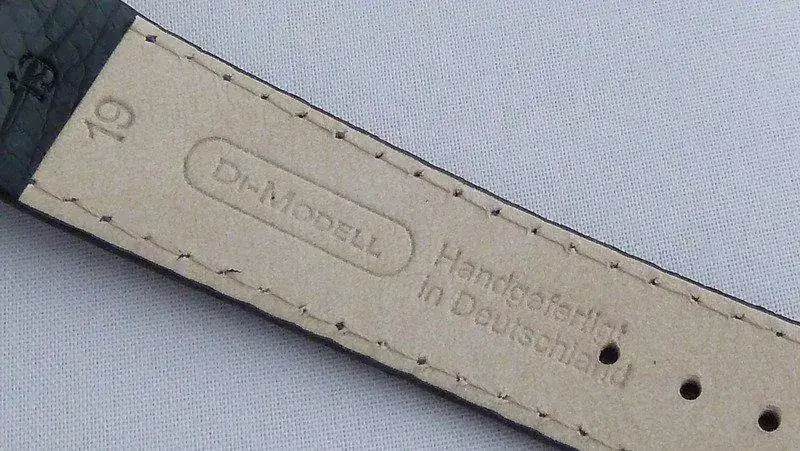 19
DI-MODELL
Handgefertigt
in Deutschland